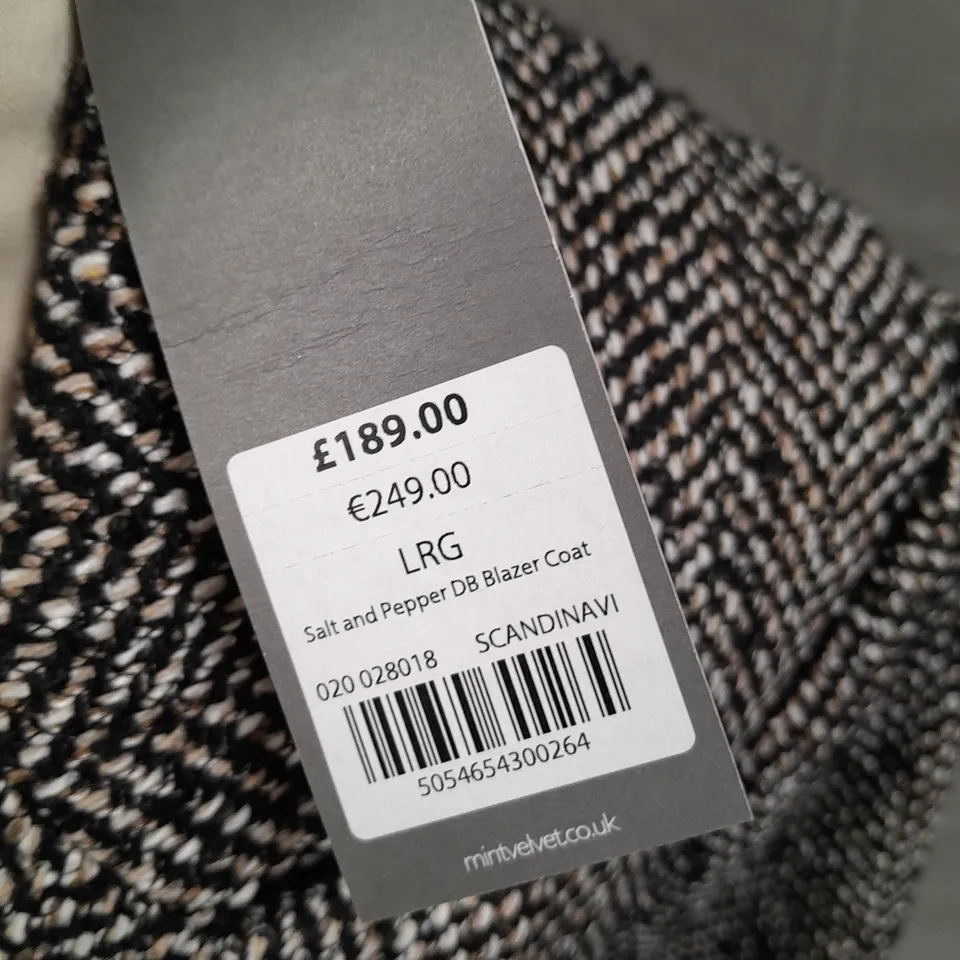 £189.00
€249.00
LRG
Salt and Pepper DB Blazer Coat
020 028018 SCANDINAVI
5054654300264
mintvelvet.co.uk